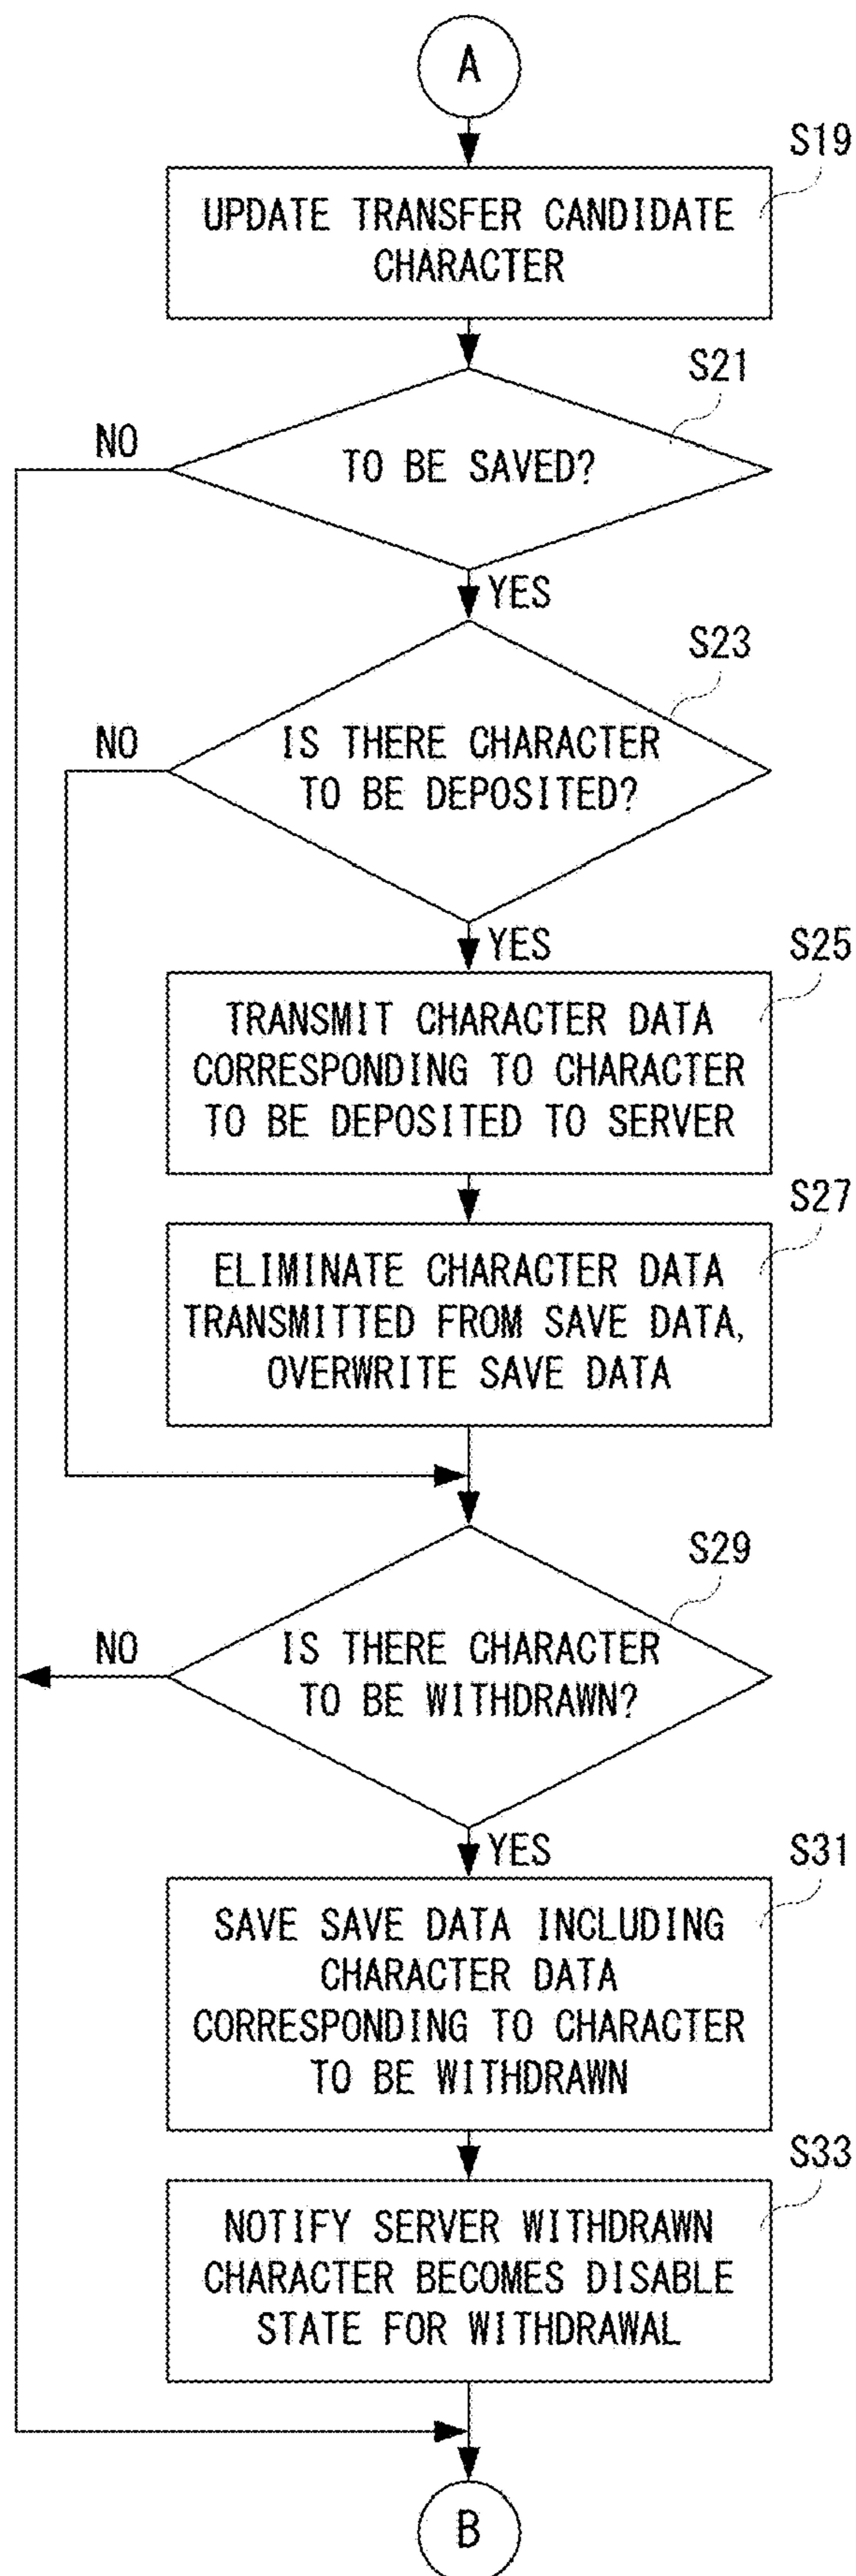 A
S19
UPDATE TRANSFER CANDIDATE
CHARACTER
S21
NO
TO BE SAVED?
YES
S23
NO
IS THERE CHARACTER
TO BE DEPOSITED?
YES
S25
TRANSMIT CHARACTER DATA
CORRESPONDING TO CHARACTER
TO BE DEPOSITED TO SERVER
S27
ELIMINATE CHARACTER DATA
TRANSMITTED FROM SAVE DATA,
OVERWRITE SAVE DATA
S29
NO
IS THERE CHARACTER
TO BE WITHDRAWN?
YES
S31
SAVE SAVE DATA INCLUDING
CHARACTER DATA
CORRESPONDING TO CHARACTER
TO BE WITHDRAWN
S33
NOTIFY SERVER WITHDRAWN
CHARACTER BECOMES DISABLE
STATE FOR WITHDRAWAL
B